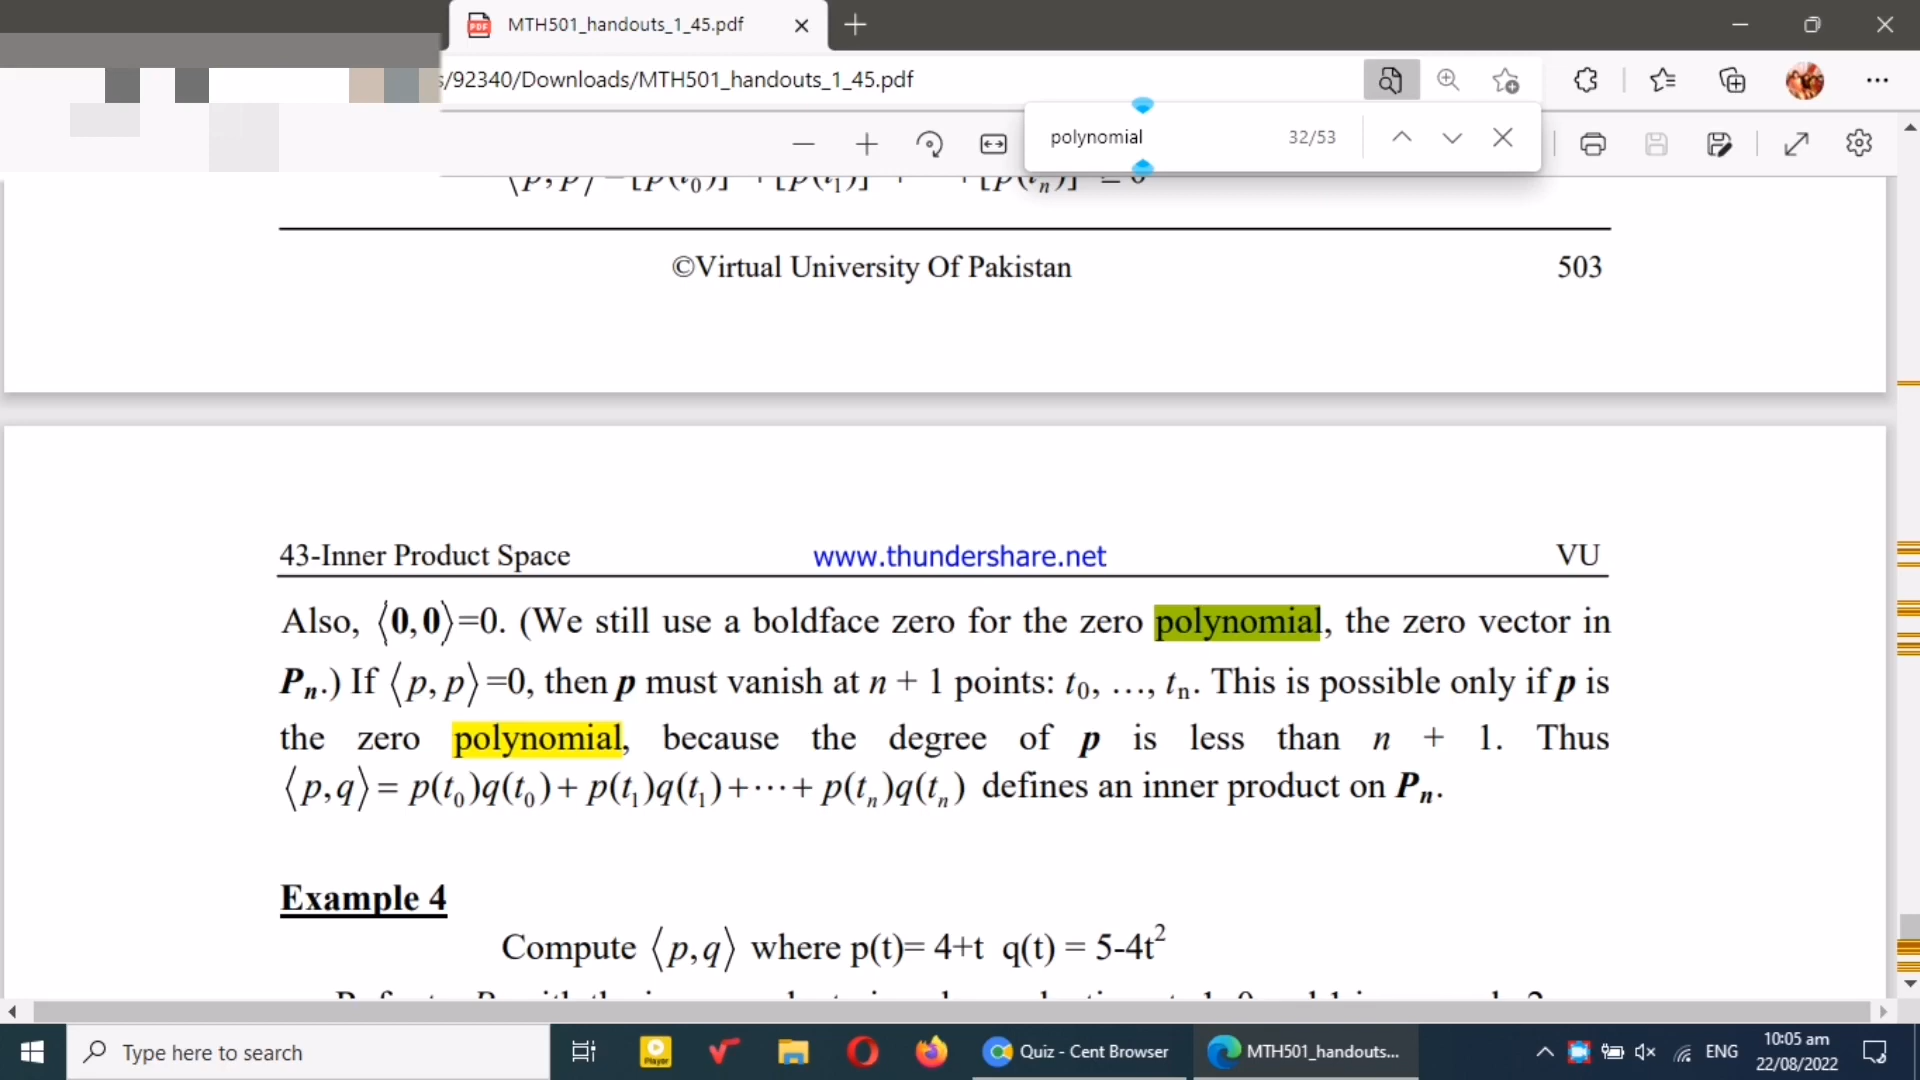 MTH501_handouts_1_45.pdf
s/92340/Downloads/MTH501_handouts_1_45.pdf
polynomial 32/53
©Virtual University Of Pakistan 503
43-Inner Product Space www.thundershare.net VU
Also, ⟨0,0⟩=0. (We still use a boldface zero for the zero polynomial, the zero vector in
Pₙ.) If ⟨p, p⟩=0, then p must vanish at n + 1 points: t₀, …, tₙ. This is possible only if p is
the zero polynomial, because the degree of p is less than n + 1. Thus
⟨p,q⟩ = p(t₀)q(t₀)+ p(t₁)q(t₁)+⋯+ p(tₙ)q(tₙ) defines an inner product on Pₙ.
Example 4
Compute ⟨p,q⟩ where p(t)= 4+t q(t) = 5-4t²
Type here to search
Player
Quiz - Cent Browser
MTH501_handouts...
ENG
10:05 am
22/08/2022